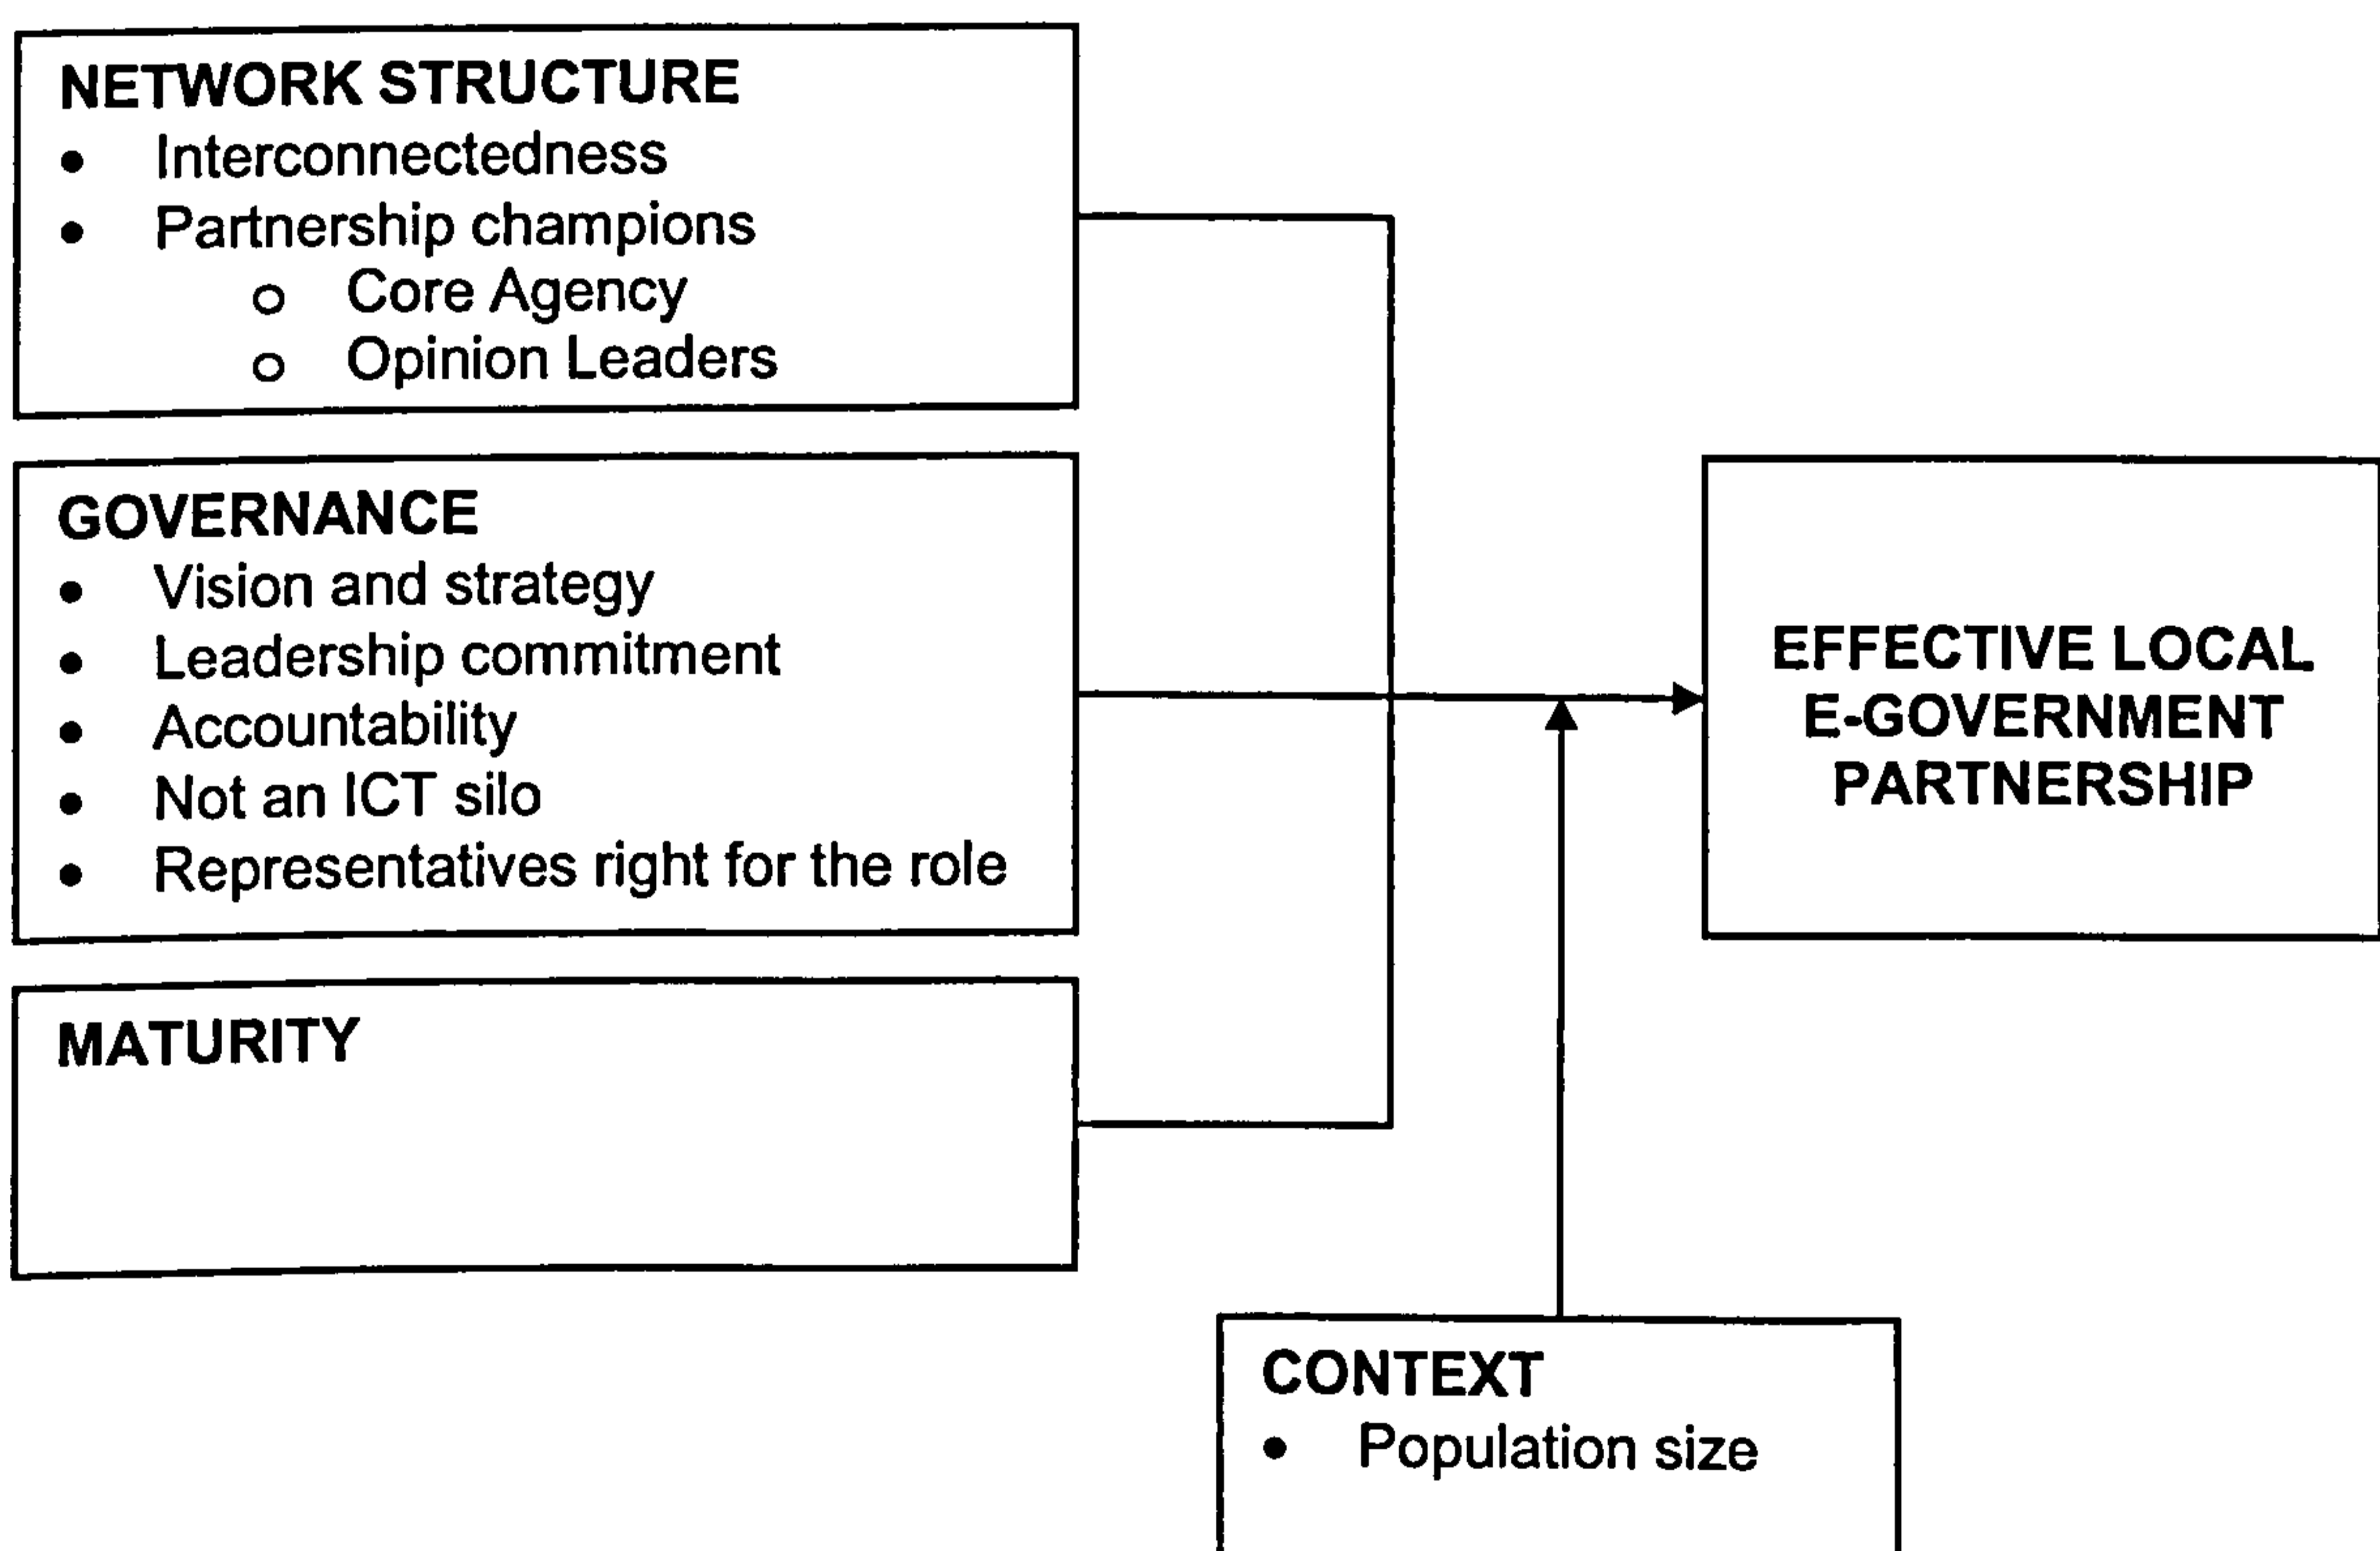 NETWORK STRUCTURE
• Interconnectedness
• Partnership champions
o Core Agency
o Opinion Leaders
GOVERNANCE
• Vision and strategy
• Leadership commitment
• Accountability
• Not an ICT silo
• Representatives right for the role
MATURITY
EFFECTIVE LOCAL
E-GOVERNMENT
PARTNERSHIP
CONTEXT
• Population size